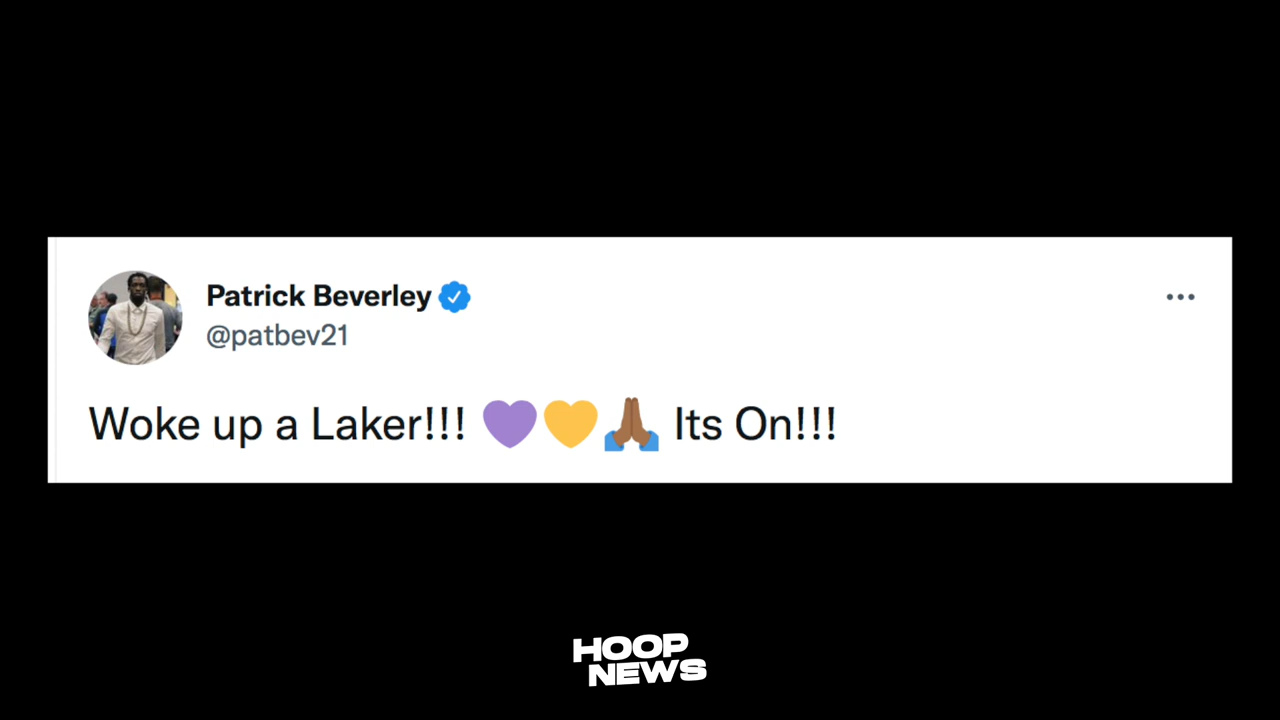 Patrick Beverley
@patbev21
Woke up a Laker!!! 💜💛🙏🏾 Its On!!!
HOOP
NEWS